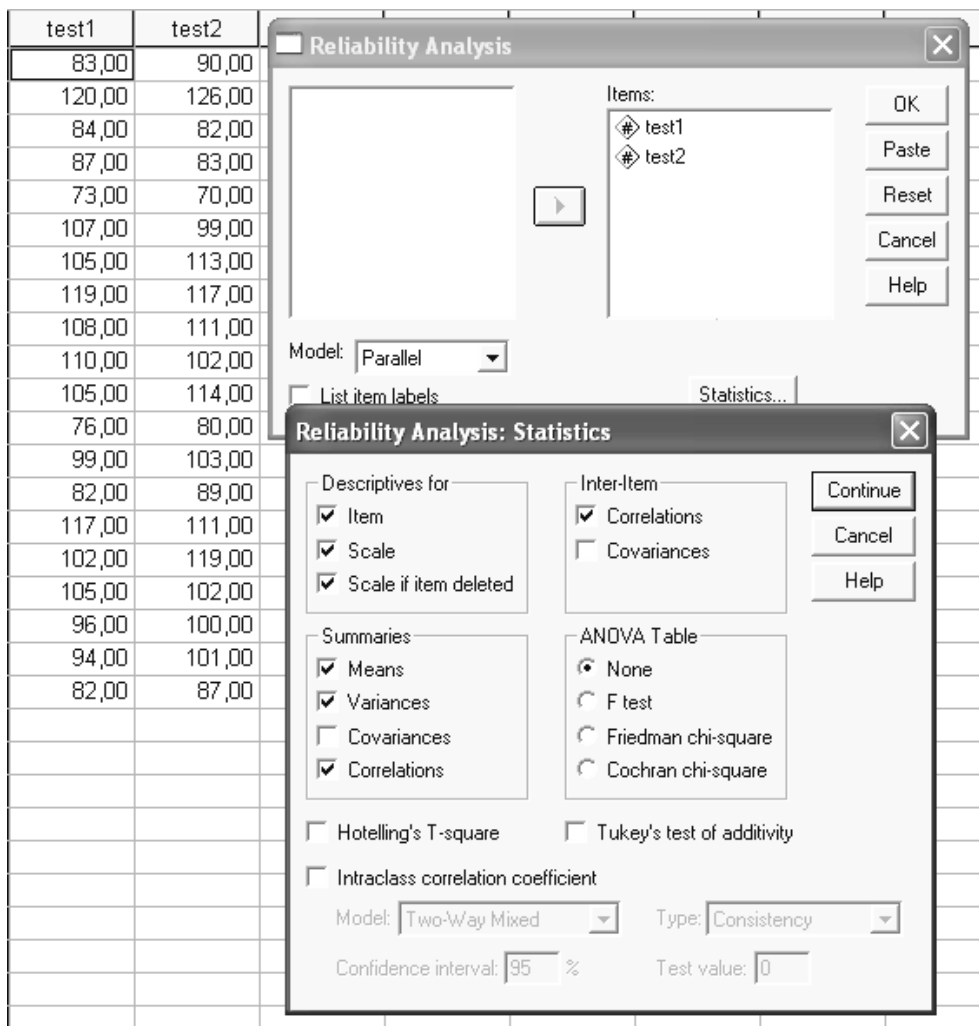 test1 test2
83,00 90,00
120,00 126,00
84,00 82,00
87,00 83,00
73,00 70,00
107,00 99,00
105,00 113,00
119,00 117,00
108,00 111,00
110,00 102,00
105,00 114,00
76,00 80,00
99,00 103,00
82,00 89,00
117,00 111,00
102,00 119,00
105,00 102,00
96,00 100,00
94,00 101,00
82,00 87,00
Reliability Analysis
Items:
# test1
# test2
OK
Paste
Reset
Cancel
Help
Model: Parallel
List item labels
Statistics...
Reliability Analysis: Statistics
Descriptives for
Item
Scale
Scale if item deleted
Inter-Item
Correlations
Covariances
Continue
Cancel
Help
Summaries
Means
Variances
Covariances
Correlations
ANOVA Table
None
F test
Friedman chi-square
Cochran chi-square
Hotelling's T-square
Tukey's test of additivity
Intraclass correlation coefficient
Model: Two-Way Mixed
Type: Consistency
Confidence interval: 95 %
Test value: 0